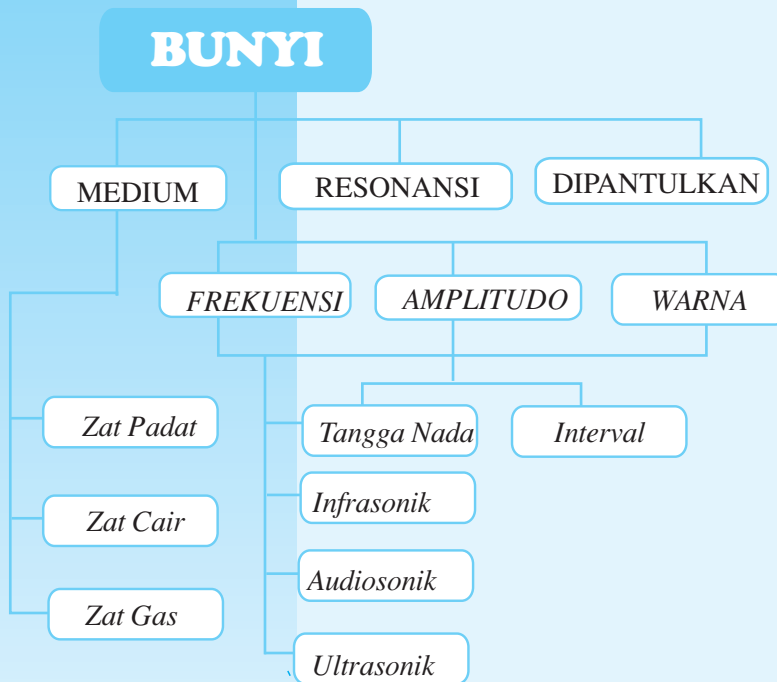 BUNYI
MEDIUM
RESONANSI
DIPANTULKAN
FREKUENSI
AMPLITUDO
WARNA
Zat Padat
Tangga Nada
Interval
Infrasonik
Zat Cair
Audiosonik
Zat Gas
Ultrasonik